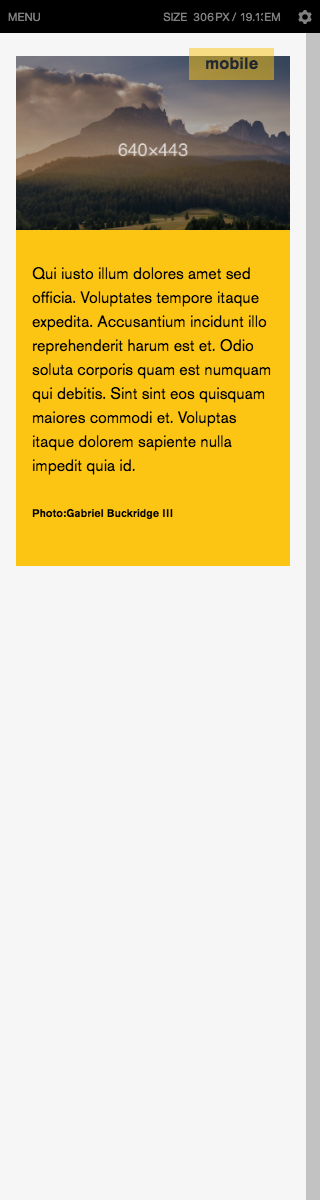 MENU
SIZE 306PX / 19.1EM
mobile
640×443
Qui iusto illum dolores amet sed
officia. Voluptates tempore itaque
expedita. Accusantium incidunt illo
reprehenderit harum est et. Odio
soluta corporis quam est numquam
qui debitis. Sint sint eos quisquam
maiores commodi et. Voluptas
itaque dolorem sapiente nulla
impedit quia id.
Photo:Gabriel Buckridge III